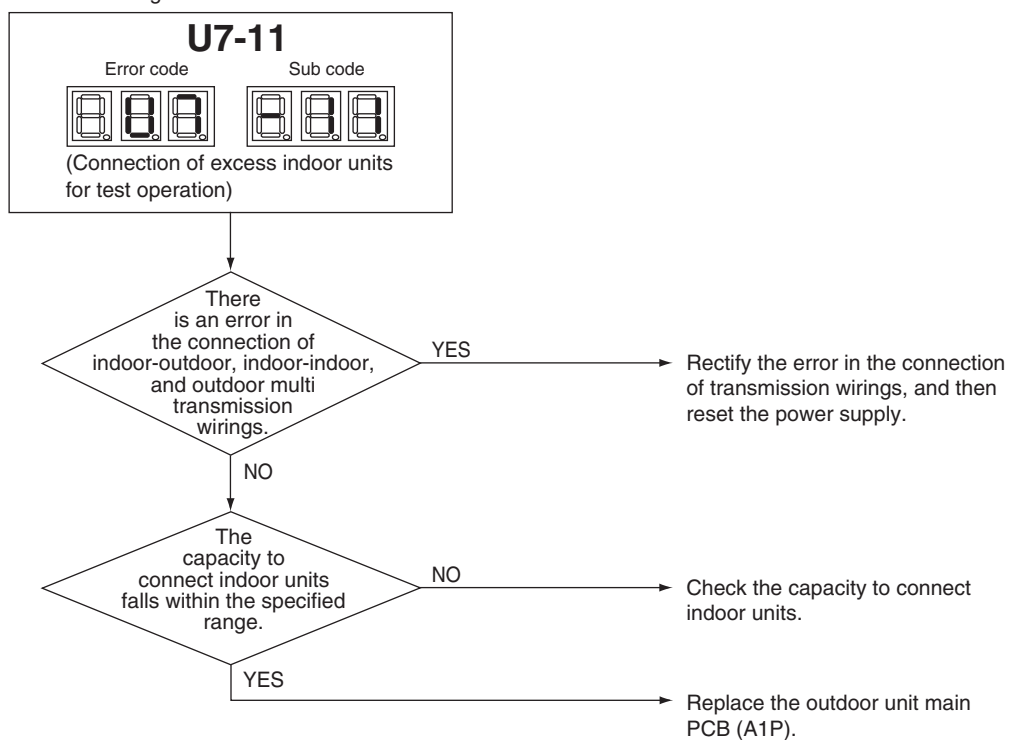 U7-11
Error code Sub code
U7 -11
(Connection of excess indoor units
for test operation)
There
is an error in
the connection of
indoor-outdoor, indoor-indoor,
and outdoor multi
transmission
wirings.
YES
Rectify the error in the connection
of transmission wirings, and then
reset the power supply.
NO
The
capacity to
connect indoor units
falls within the specified
range.
NO
Check the capacity to connect
indoor units.
YES
Replace the outdoor unit main
PCB (A1P).